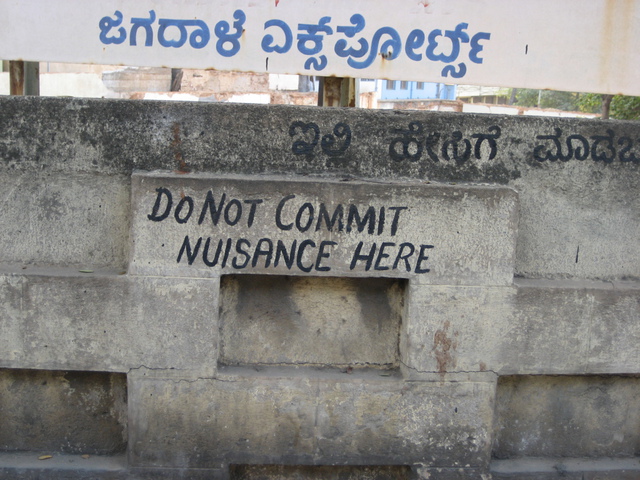 ಜಗದಾಳೆ ಎಕ್ಸ್‌ಪೋರ್ಟ್ಸ್
ಇಲ್ಲಿ ಹೇಸಿಗೆ
DO NOT COMMIT
NUISANCE HERE